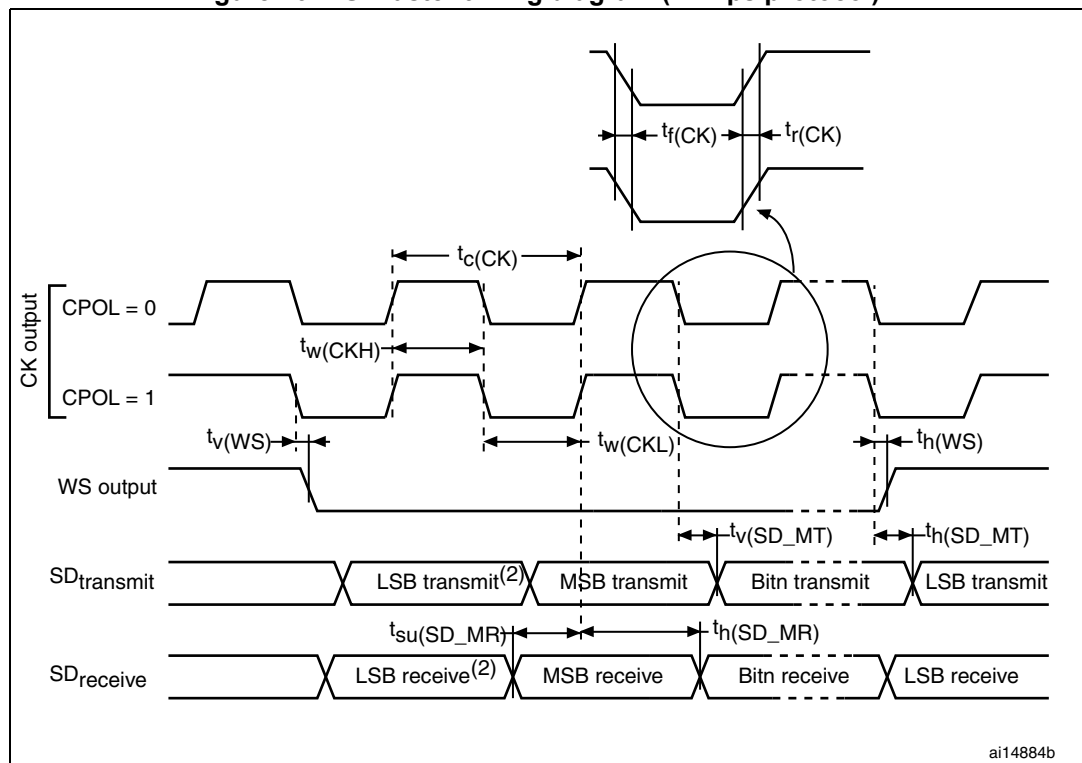 tf(CK)
tr(CK)
tc(CK)
CK output
CPOL = 0
tw(CKH)
CPOL = 1
tv(WS)
tw(CKL)
th(WS)
WS output
tv(SD_MT)
th(SD_MT)
SDtransmit
LSB transmit(2)
MSB transmit
Bitn transmit
LSB transmit
tsu(SD_MR)
th(SD_MR)
SDreceive
LSB receive(2)
MSB receive
Bitn receive
LSB receive
ai14884b